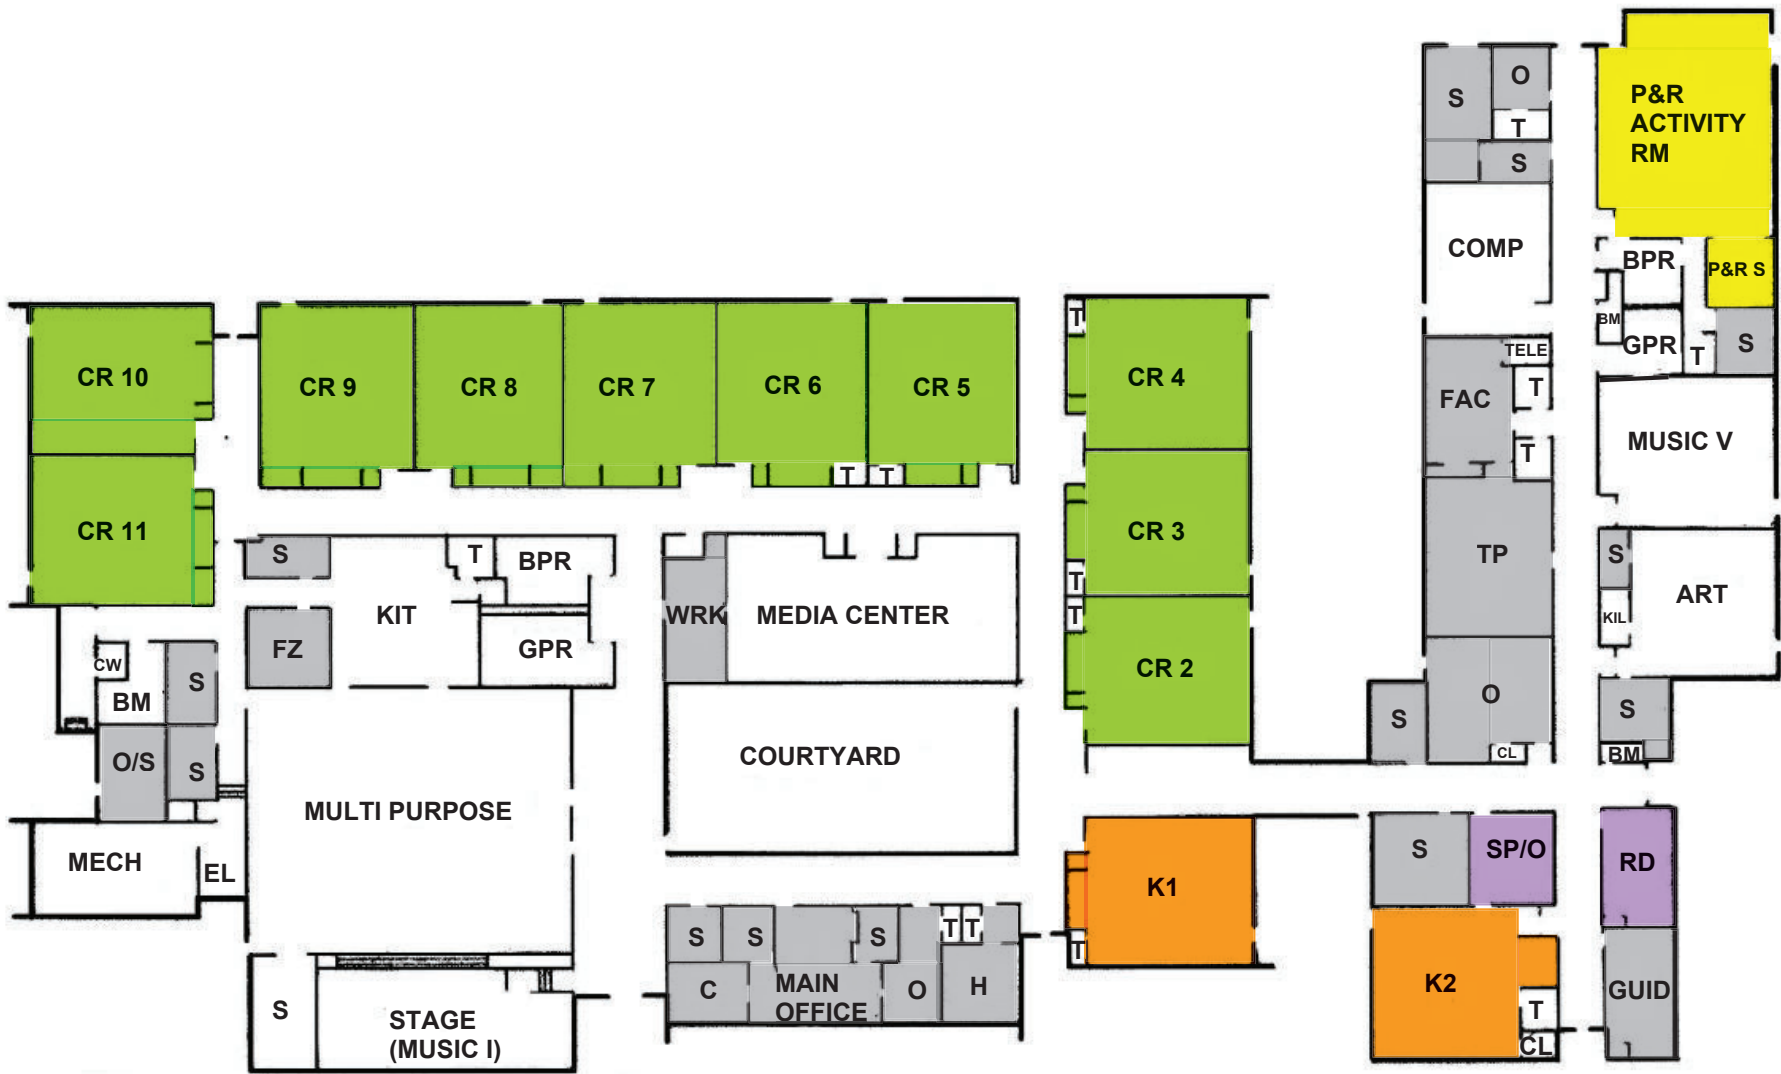 S
O
T
S
COMP
P&R
ACTIVITY
RM
BPR
P&R S
BM
GPR
T
S
CR 10
CR 9
CR 8
CR 7
CR 6
CR 5
T
T
T
CR 4
TELE
FAC
T
T
MUSIC V
CR 11
CR 3
T
T
CR 2
TP
S
KIL
ART
S
KIT
T
BPR
FZ
GPR
WRK
MEDIA CENTER
CW
BM
S
O/S
S
COURTYARD
S
O
CL
S
BM
MULTI PURPOSE
MECH
EL
K1
T
S
SP/O
RD
S
S
S
T
T
C
MAIN
OFFICE
O
H
K2
T
CL
GUID
S
STAGE
(MUSIC I)